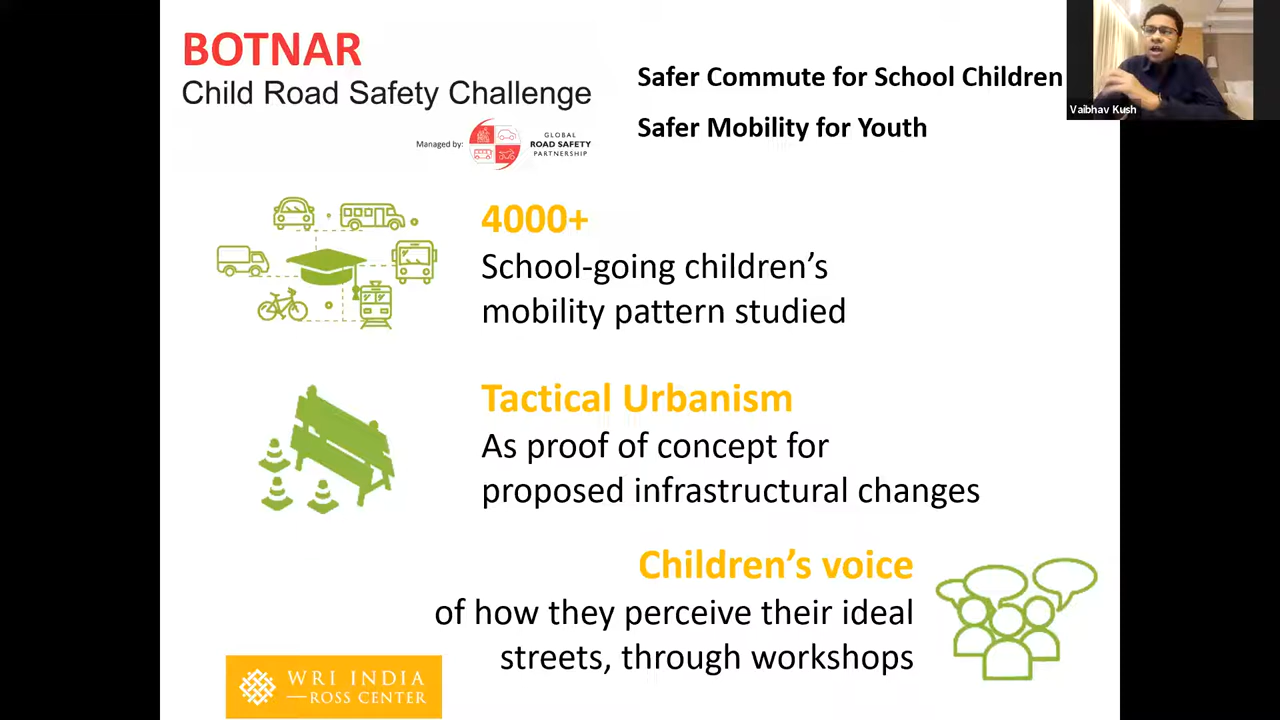 BOTNAR
Child Road Safety Challenge
Managed by:
GLOBAL
ROAD SAFETY
PARTNERSHIP
Safer Commute for School Children
Safer Mobility for Youth
Vaibhav Kush
4000+
School-going children’s
mobility pattern studied
Tactical Urbanism
As proof of concept for
proposed infrastructural changes
Children’s voice
of how they perceive their ideal
streets, through workshops
WRI INDIA
ROSS CENTER